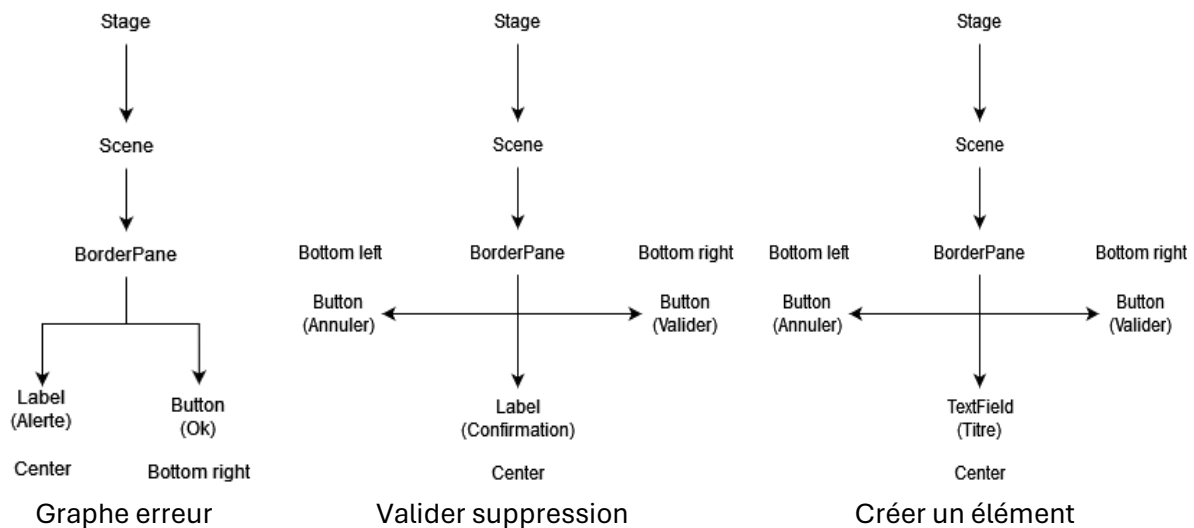 Stage
Scene
BorderPane
Label
(Alerte)
Button
(Ok)
Center
Bottom right
Graphe erreur
Stage
Scene
Bottom left
BorderPane
Bottom right
Button
(Annuler)
Button
(Valider)
Label
(Confirmation)
Center
Valider suppression
Stage
Scene
Bottom left
BorderPane
Bottom right
Button
(Annuler)
Button
(Valider)
TextField
(Titre)
Center
Créer un élément